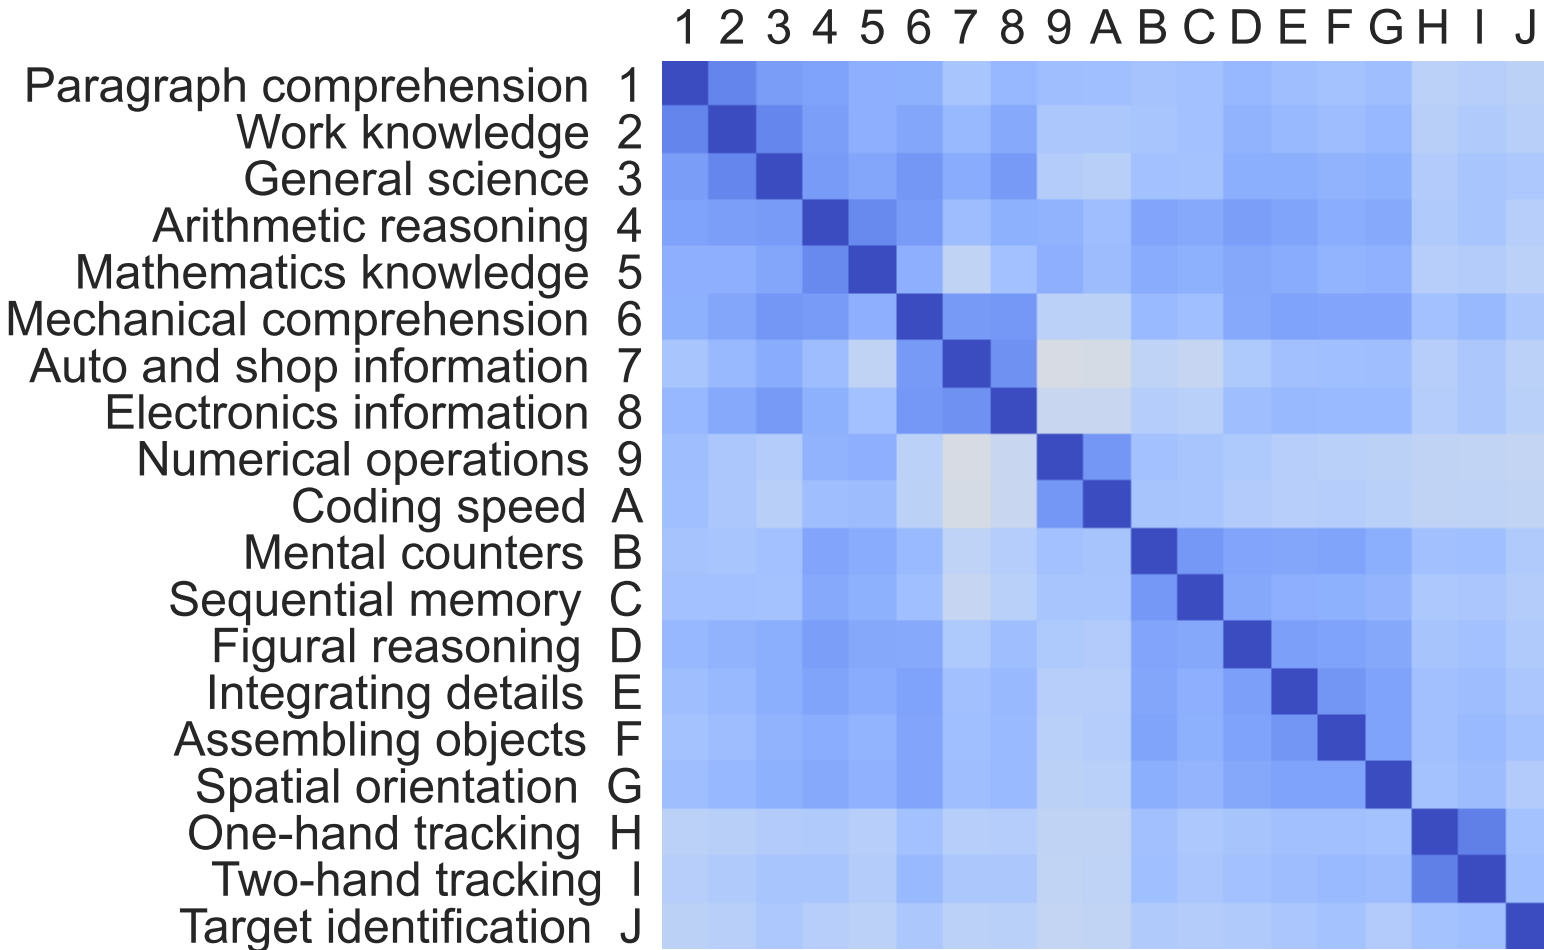 1 2 3 4 5 6 7 8 9 A B C D E F G H I J
Paragraph comprehension 1
Work knowledge 2
General science 3
Arithmetic reasoning 4
Mathematics knowledge 5
Mechanical comprehension 6
Auto and shop information 7
Electronics information 8
Numerical operations 9
Coding speed A
Mental counters B
Sequential memory C
Figural reasoning D
Integrating details E
Assembling objects F
Spatial orientation G
One-hand tracking H
Two-hand tracking I
Target identification J